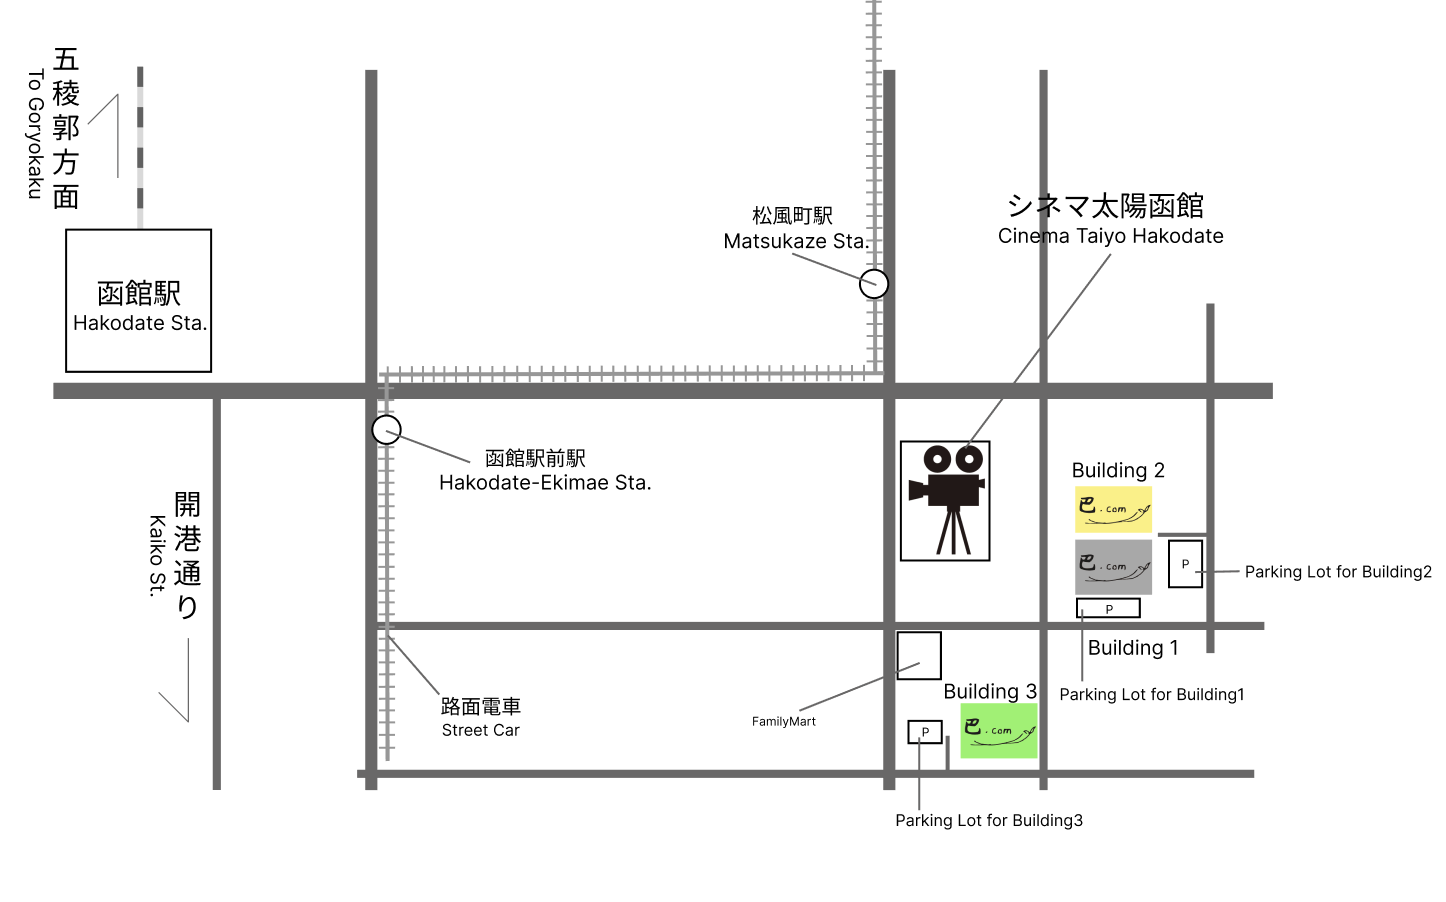 五稜郭方面
To Goryokaku
函館駅
Hakodate Sta.
松風町駅
Matsukaze Sta.
シネマ太陽函館
Cinema Taiyo Hakodate
函館駅前駅
Hakodate-Ekimae Sta.
開港通り
Kaiko St.
Building 2
巴.com
巴.com
P
Parking Lot for Building2
P
Building 1
Parking Lot for Building1
路面電車
Street Car
FamilyMart
Building 3
巴.com
P
Parking Lot for Building3